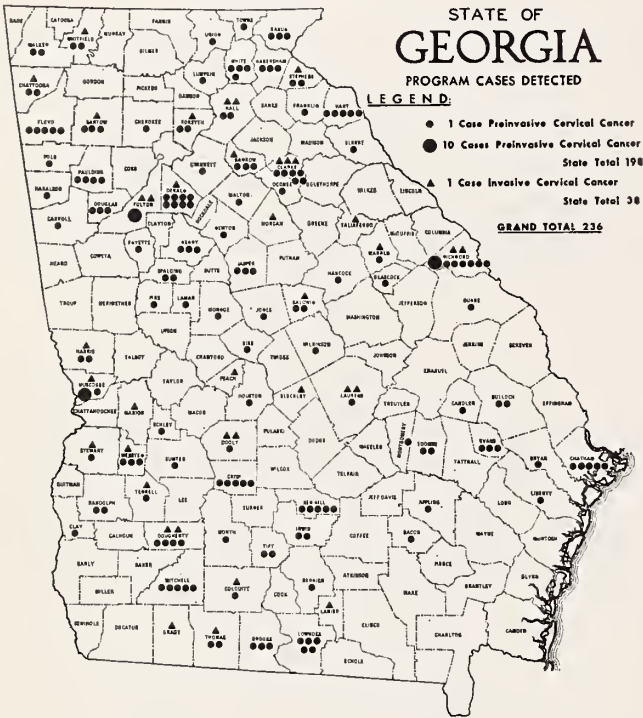 STATE OF
GEORGIA
PROGRAM CASES DETECTED
LEGEND:
1 Case Preinvasive Cervical Cancer
10 Cases Preinvasive Cervical Cancer
State Total 198
1 Case Invasive Cervical Cancer
State Total 38
GRAND TOTAL 236
DADE
CATOOSA
FANNIN
TOWNS
RABUN
WALKER
WHITFIELD
MURRAY
GILMER
UNION
WHITE
HABERSHAM
LUMPKIN
STEPHENS
CHATTOOGA
GORDON
PICKENS
DAWSON
HALL
BANKS
FRANKLIN
HART
FLOYD
BARTOW
CHEROKEE
FORSYTH
JACKSON
MADISON
ELBERT
POLK
PAULDING
COBB
GWINNETT
BARROW
CLARKE
OCONEE
OGLETHORPE
WILKES
LINCOLN
HARALSON
DOUGLAS
FULTON
DEKALB
ROCKDALE
WALTON
CARROLL
CLAYTON
NEWTON
MORGAN
GREENE
TALIAFERRO
McDUFFIE
COLUMBIA
RICHMOND
FAYETTE
HENRY
WARREN
HEARD
COWETA
SPALDING
BUTTS
JASPER
PUTNAM
HANCOCK
GLASCOCK
TROUP
MERIWETHER
PIKE
LAMAR
MONROE
JONES
BALDWIN
WASHINGTON
JEFFERSON
BURKE
UPSON
BIBB
WILKINSON
JENKINS
SCREVEN
HARRIS
TALBOT
CRAWFORD
TWIGGS
JOHNSON
EMANUEL
MUSCOGEE
TAYLOR
PEACH
HOUSTON
BLECKLEY
LAURENS
TREUTLEN
CANDLER
BULLOCH
EFFINGHAM
CHATTAHOOCHEE
MARION
MACON
SCHLEY
DOOLY
PULASKI
DODGE
WHEELER
MONTGOMERY
TOOMBS
TATTNALL
EVANS
BRYAN
CHATHAM
STEWART
WEBSTER
SUMTER
CRISP
WILCOX
TELFAIR
QUITMAN
RANDOLPH
TERRELL
LEE
TURNER
BEN HILL
JEFF DAVIS
APPLING
LONG
LIBERTY
CLAY
CALHOUN
DOUGHERTY
WORTH
TIFT
IRWIN
COFFEE
BACON
WAYNE
McINTOSH
EARLY
BAKER
MITCHELL
COLQUITT
COOK
BERRIEN
ATKINSON
PIERCE
WARE
BRANTLEY
GLYNN
MILLER
LANIER
CLINCH
CHARLTON
CAMDEN
SEMINOLE
DECATUR
GRADY
THOMAS
BROOKS
LOWNDES
ECHOLS